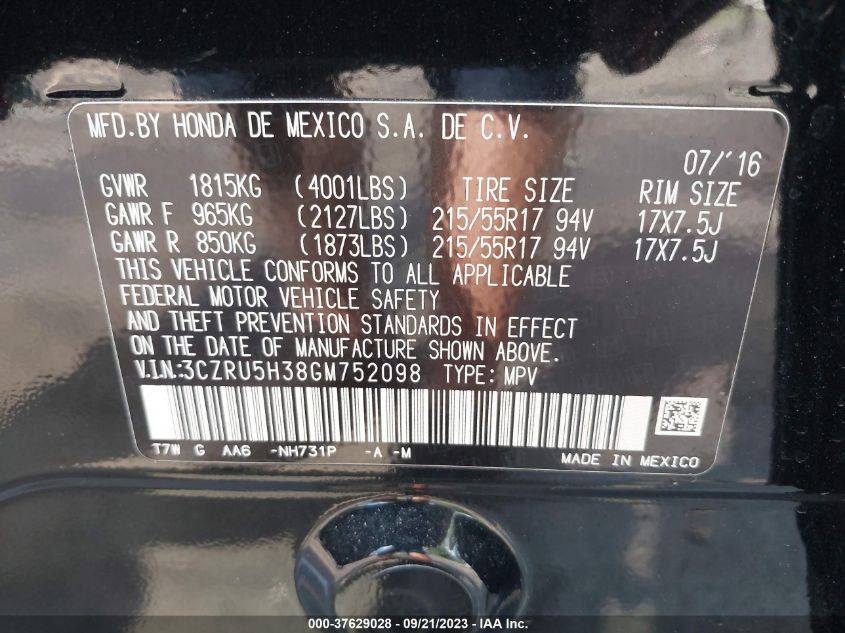 MFD.BY HONDA DE MEXICO S.A. DE C.V.
07/'16
GVWR 1815KG (4001LBS) TIRE SIZE RIM SIZE
GAWR F 965KG (2127LBS) 215/55R17 94V 17X7.5J
GAWR R 850KG (1873LBS) 215/55R17 94V 17X7.5J
THIS VEHICLE CONFORMS TO ALL APPLICABLE
FEDERAL MOTOR VEHICLE SAFETY
AND THEFT PREVENTION STANDARDS IN EFFECT
ON THE DATE OF MANUFACTURE SHOWN ABOVE.
V.I.N.:3CZRU5H38GM752098 TYPE: MPV
T7W G AA6 -NH731P -A -M
MADE IN MEXICO
000-37629028 - 09/21/2023 - IAA Inc.